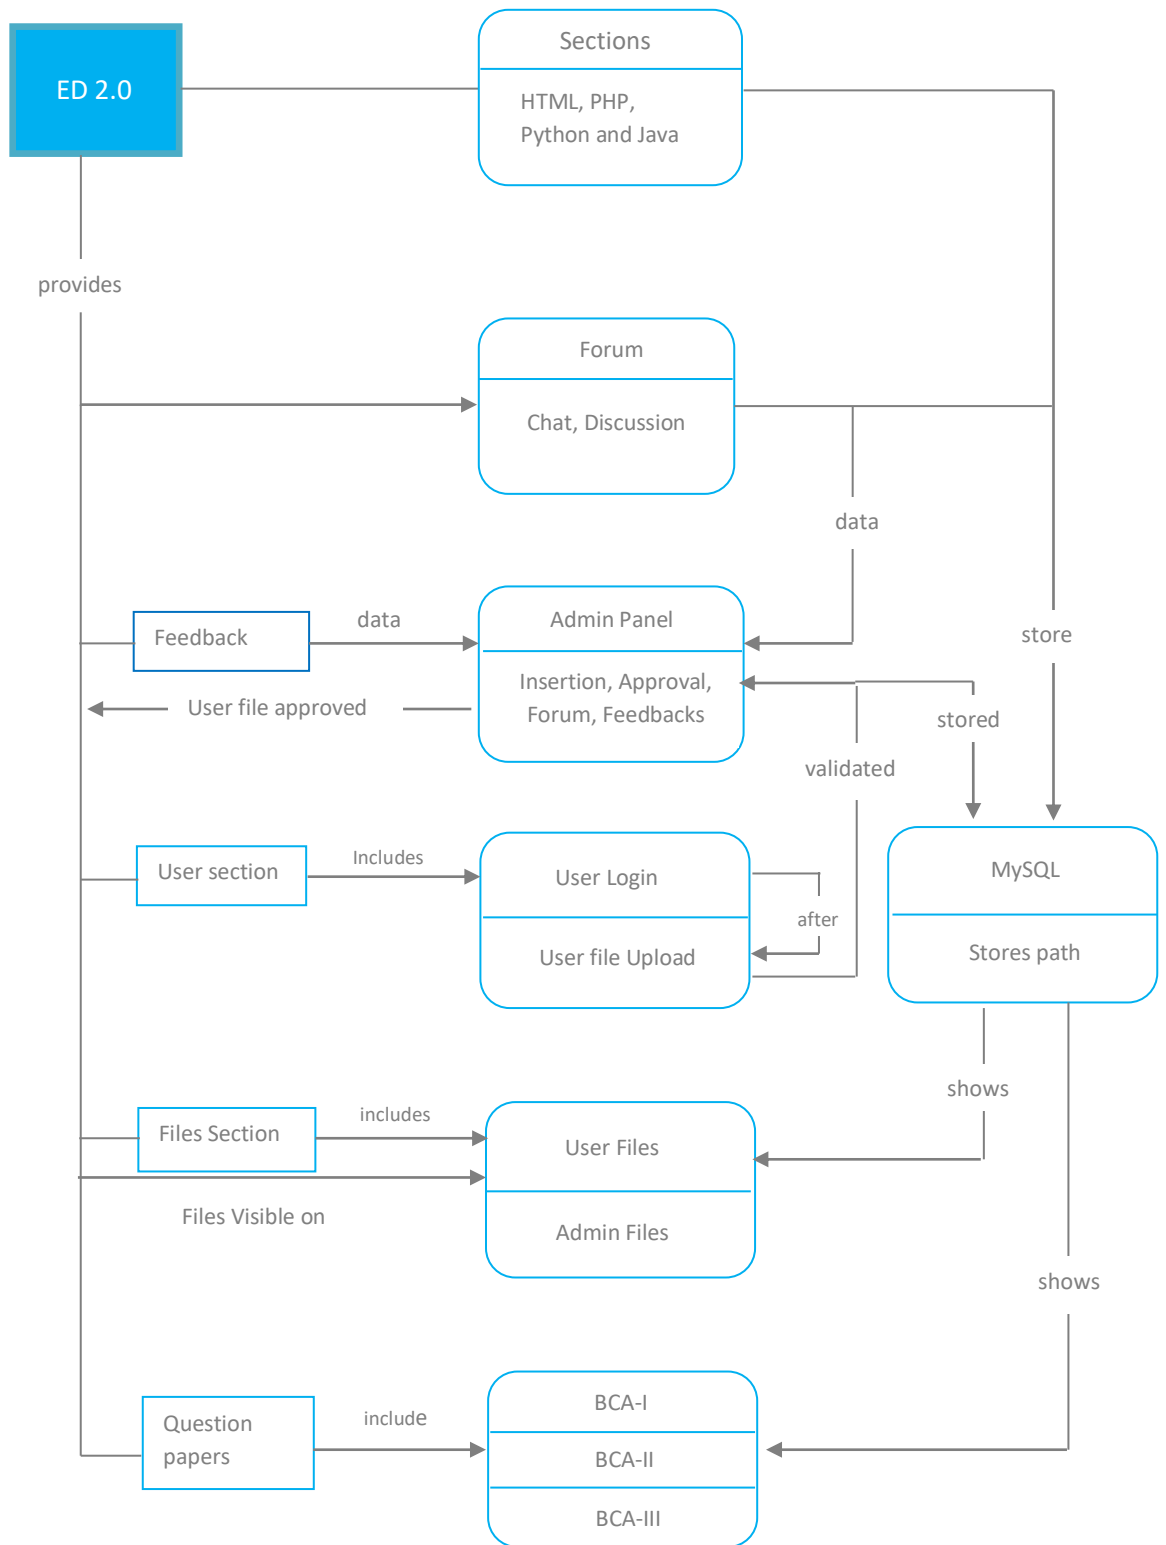 ED 2.0
Sections
HTML, PHP,
Python and Java
provides
Forum
Chat, Discussion
data
Feedback
data
Admin Panel
store
Insertion, Approval,
Forum, Feedbacks
User file approved
stored
validated
User section
Includes
User Login
after
User file Upload
MySQL
Stores path
shows
Files Section
includes
User Files
Files Visible on
Admin Files
shows
Question
papers
include
BCA-I
BCA-II
BCA-III